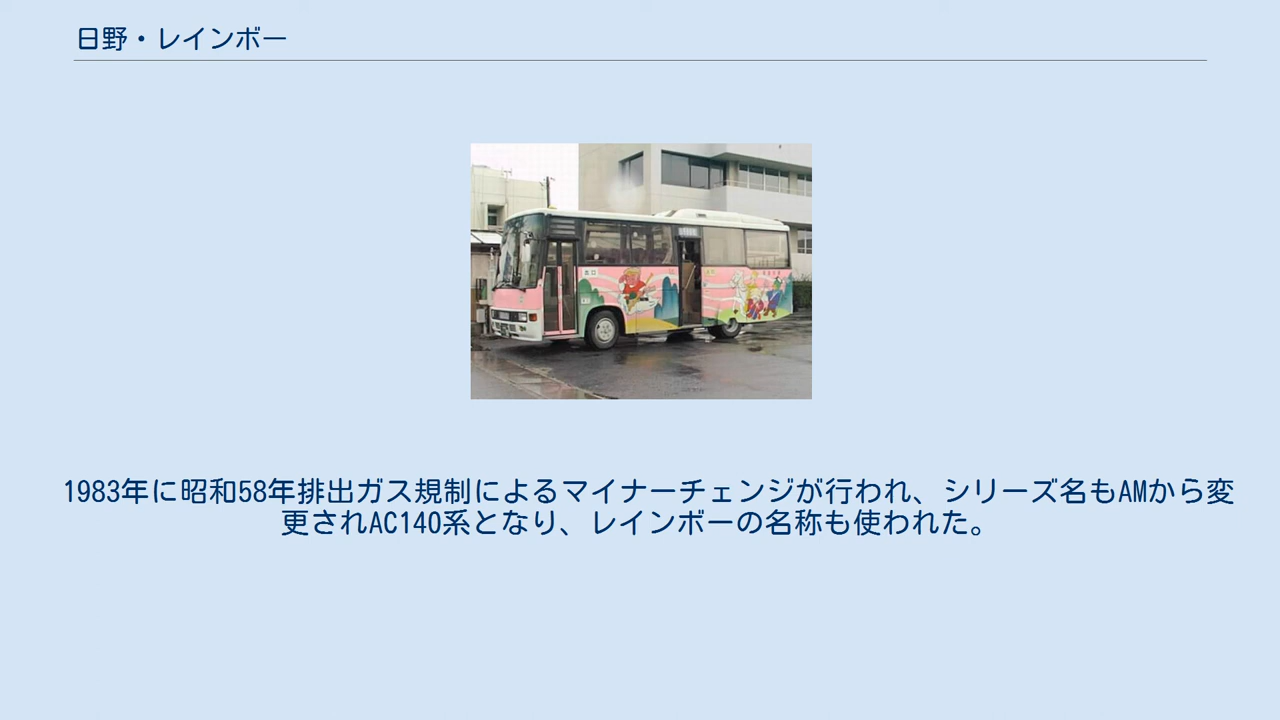 日野・レインボー
1983年に昭和58年排出ガス規制によるマイナーチェンジが行われ、シリーズ名もAMから変
更されAC140系となり、レインボーの名称も使われた。